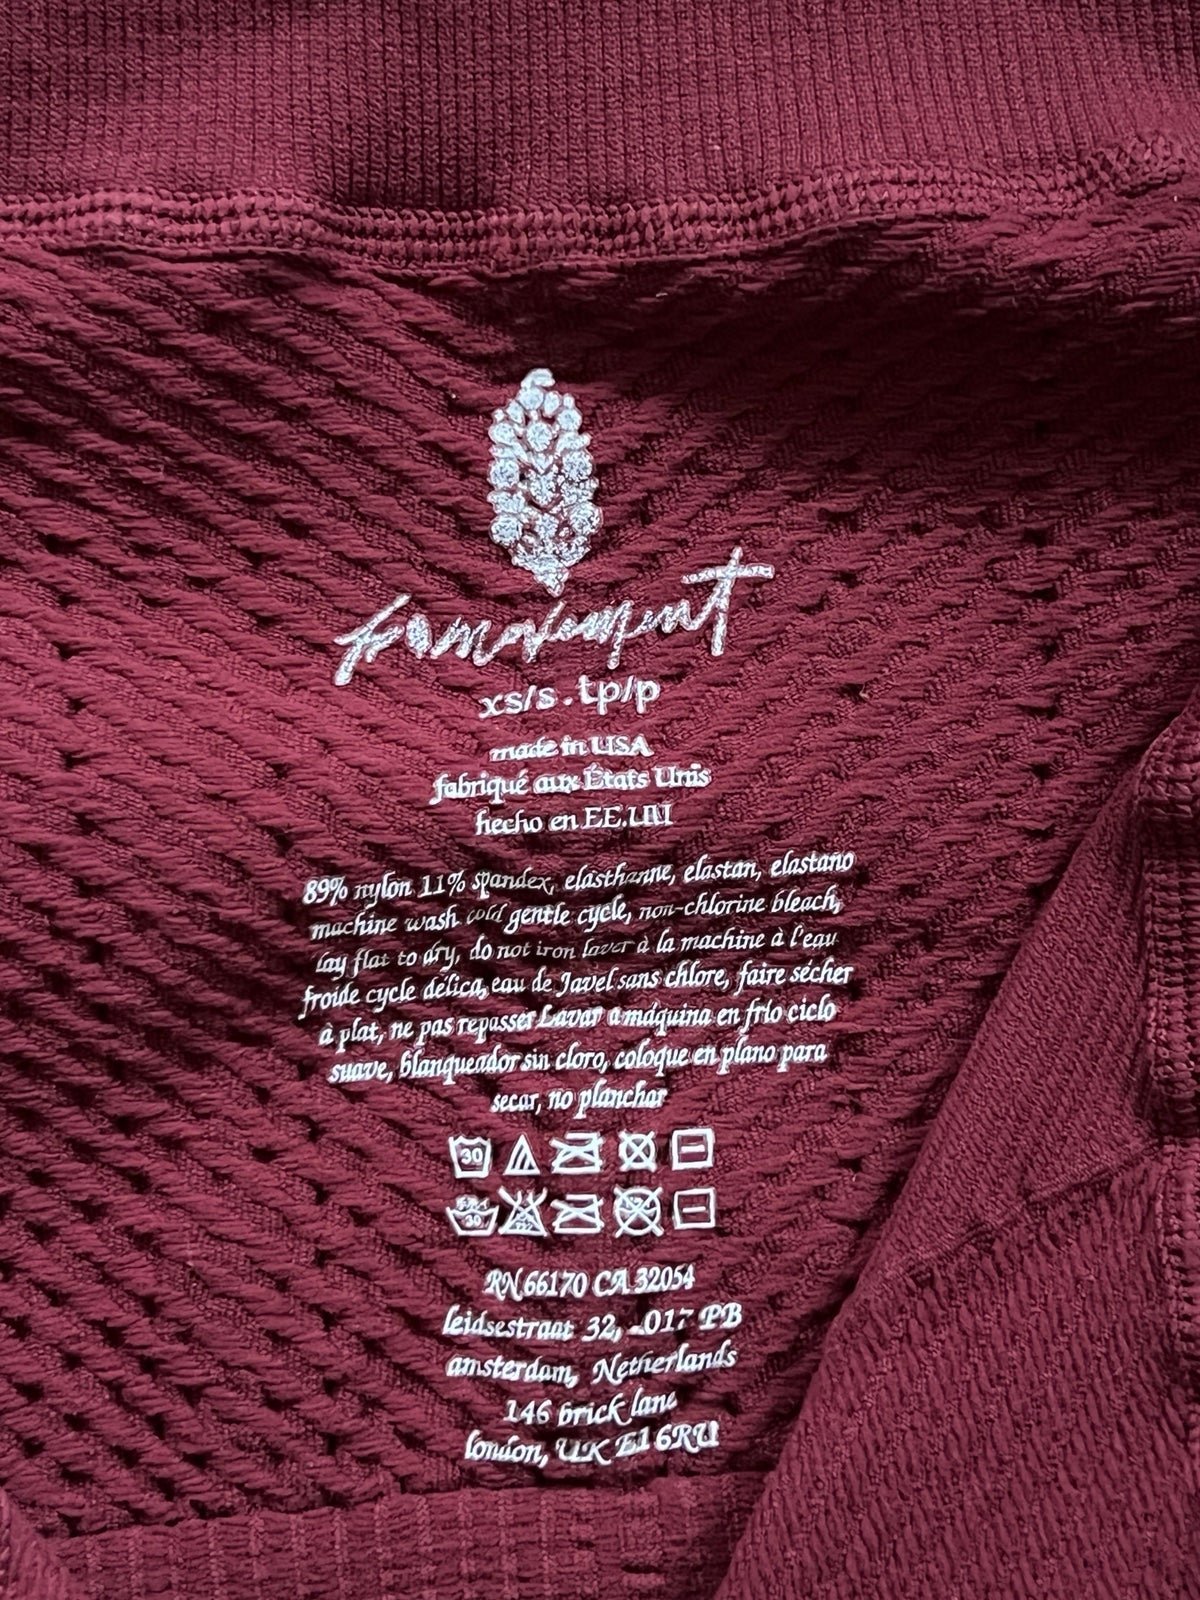 fp movement
xs/s . tp/p
made in USA
fabriqué aux États Unis
hecho en EE.UU
89% nylon 11% spandex, elasthanne, elastan, elastano
machine wash cold gentle cycle, non-chlorine bleach,
lay flat to dry, do not iron laver à la machine à l'eau
froide cycle délica, eau de Javel sans chlore, faire sécher
à plat, ne pas repasser Lavar a máquina en frío ciclo
suave, blanqueador sin cloro, coloque en plano para
secar, no planchar
30
30
RN 66170 CA 32054
leidsestraat 32, PB
amsterdam, Netherlands
146 brick lane
london, UK E1 6RU